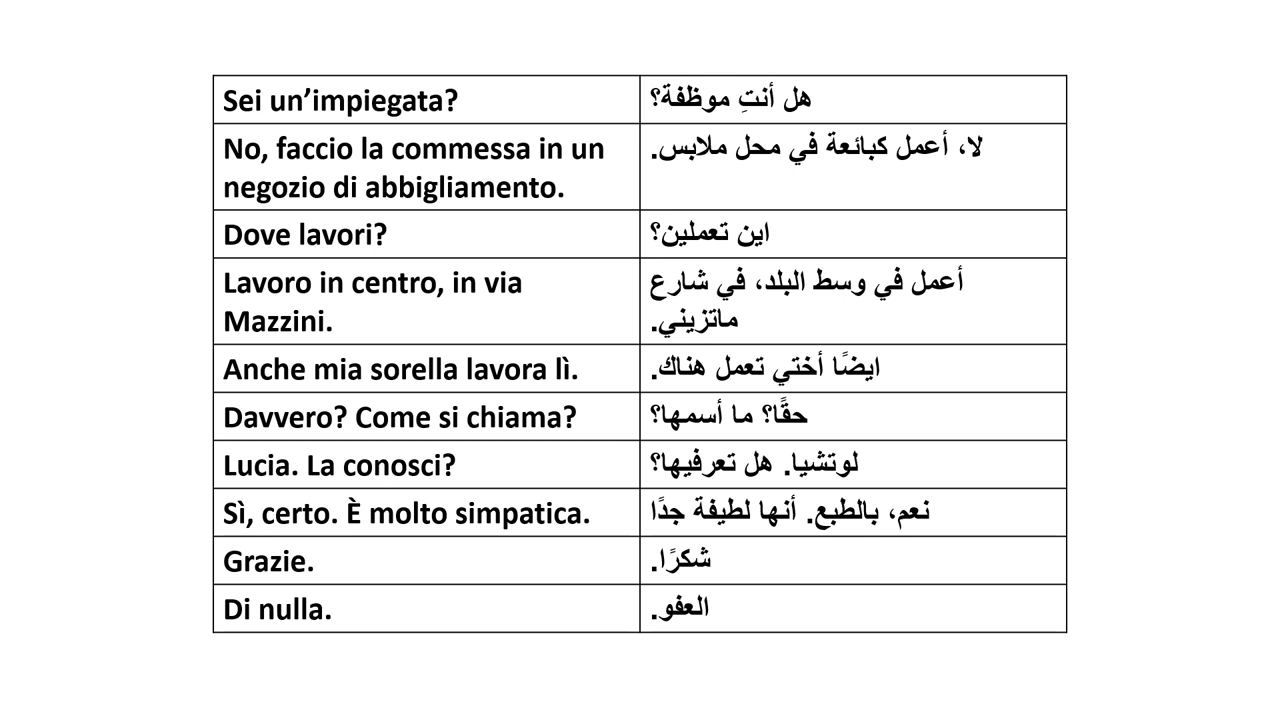 Sei un’impiegata?
هل أنتِ موظفة؟
No, faccio la commessa in un
negozio di abbigliamento.
لا، أعمل كبائعة في محل ملابس.
Dove lavori?
اين تعملين؟
Lavoro in centro, in via
Mazzini.
أعمل في وسط البلد، في شارع
ماتزيني.
Anche mia sorella lavora lì.
ايضًا أختي تعمل هناك.
Davvero? Come si chiama?
حقًا؟ ما أسمها؟
Lucia. La conosci?
لوتشيا. هل تعرفيها؟
Sì, certo. È molto simpatica.
نعم، بالطبع. أنها لطيفة جدًا
Grazie.
شكرًا.
Di nulla.
العفو.